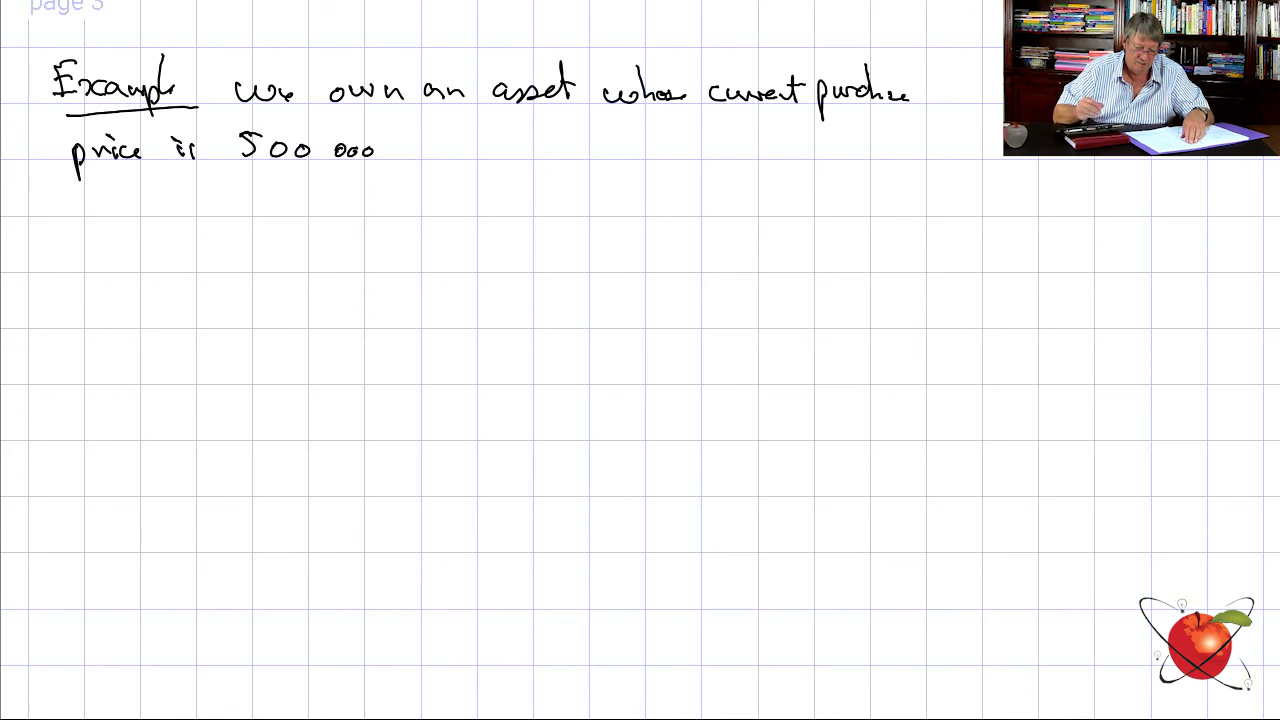 page 3
Example we own an asset whose current purchase
price is 500 000